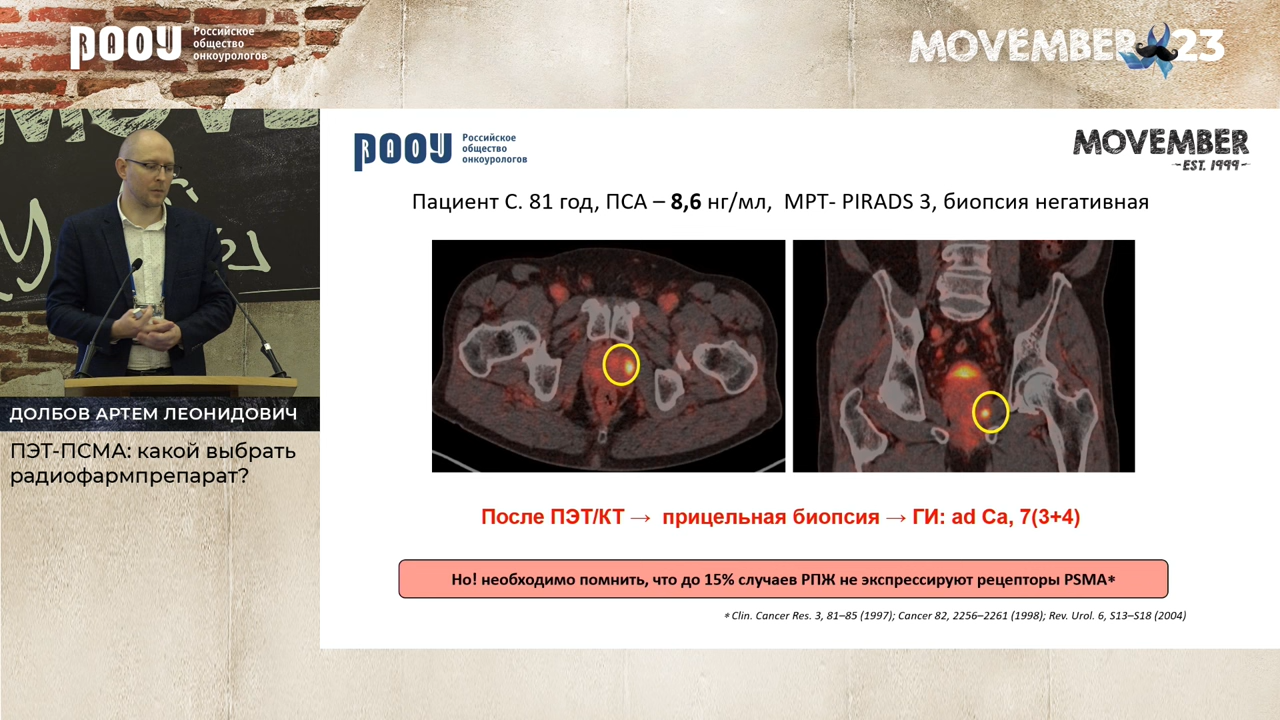 RAOU
Российское
общество
онкоурологов
MOVEMBER 23
RAOU
Российское
общество
онкоурологов
MOVEMBER
EST. 1999
Пациент С. 81 год, ПСА – 8,6 нг/мл, МРТ- PIRADS 3, биопсия негативная
После ПЭТ/КТ → прицельная биопсия → ГИ: ad Ca, 7(3+4)
Но! необходимо помнить, что до 15% случаев РПЖ не экспрессируют рецепторы PSMA*
* Clin. Cancer Res. 3, 81–85 (1997); Cancer 82, 2256–2261 (1998); Rev. Urol. 6, S13–S18 (2004)
ДОЛБОВ АРТЕМ ЛЕОНИДОВИЧ
ПЭТ-ПСМА: какой выбрать
радиофармпрепарат?